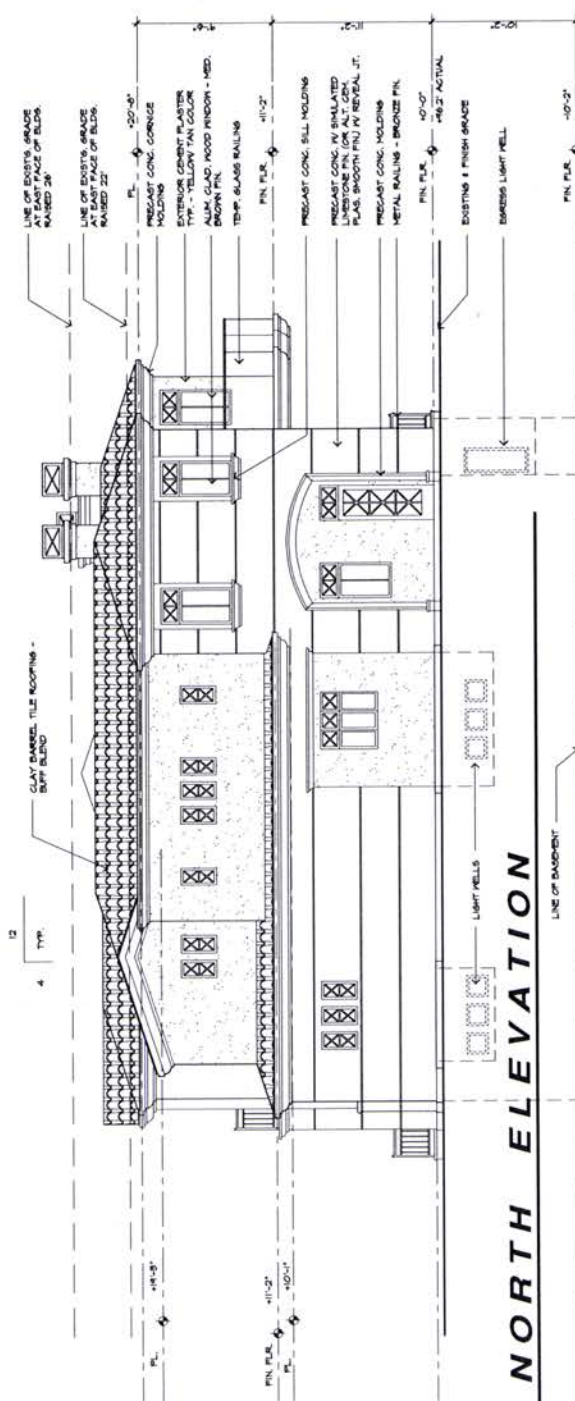 12
4 TYP.
CLAY BARREL TILE ROOFING -
BUFF BLEND
LINE OF EXIST'G. GRADE
AT EAST FACE OF BLDG.
RAISED 26'
LINE OF EXIST'G. GRADE
AT EAST FACE OF BLDG.
RAISED 22'
PL. +20'-8"
PRECAST CONC. CORNICE
MOLDING
EXTERIOR CEMENT PLASTER
TYP. - YELLOW TAN COLOR
ALUM. CLAD. WOOD WINDOW - MED.
BROWN FIN.
TEMP. GLASS RAILING
FIN. FLR. +11'-2"
PRECAST CONC. SILL MOLDING
PRECAST CONC. W/ SIMULATED
LIMESTONE FIN. (OR ALT. CEM.
PLAS. SMOOTH FIN.) W/ REVEAL JT.
PRECAST CONC. MOLDING
METAL RAILING - BRONZE FIN.
FIN. FLR. +0'-0"
+46.2' ACTUAL
EXISTING & FINISH GRADE
EGRESS LIGHT WELL
FIN. FLR. -10'-2"
9'-6"
11'-2"
10'-2"
PL. +19'-5"
FIN. FLR. +11'-2"
PL. +10'-1"
LIGHT WELLS
LINE OF BASEMENT
NORTH ELEVATION